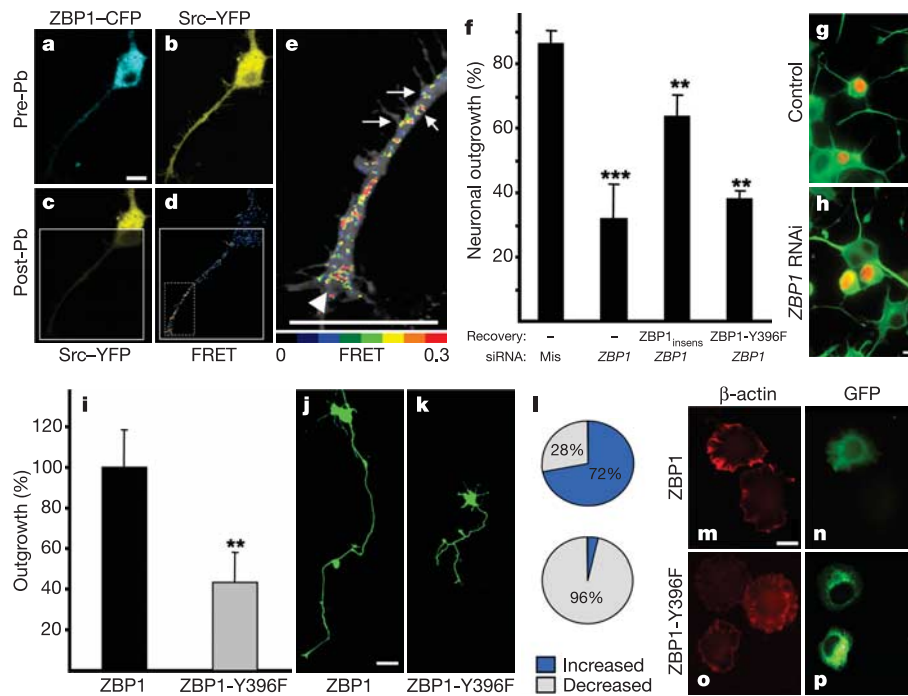 ZBP1–CFP Src–YFP
a b e f g
Pre-Pb
Post-Pb
c d
Src–YFP FRET
0 FRET 0.3
Neuronal outgrowth (%)
80
60
40
20
***
**
**
Recovery: – – ZBP1insens ZBP1-Y396F
siRNA: Mis ZBP1 ZBP1 ZBP1
Control
h
ZBP1 RNAi
i j k l
Outgrowth (%)
120
100
80
60
40
20
**
ZBP1 ZBP1-Y396F
ZBP1 ZBP1-Y396F
28%
72%
96%
Increased
Decreased
β-actin GFP
ZBP1
m n
ZBP1-Y396F
o p